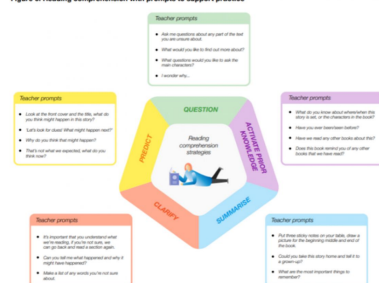 Figure 6: Reading comprehension with prompts to support practice
Teacher prompts
Ask me questions about any part of the text
you are unsure about.
What would you like to find out more about?
What questions would you like to ask the
main characters?
I wonder why...
Teacher prompts
Look at the front cover and the title, what do
you think might happen in this story?
Let's look for clues! What might happen next?
Why do you think that might happen?
That's not what we expected, what do you
think now?
QUESTION
PREDICT
ACTIVATE PRIOR
KNOWLEDGE
Reading
comprehension
strategies
CLARIFY
SUMMARISE
Teacher prompts
What do you know about where/when this
story is set, or the characters in the book?
Have you ever been/seen before?
Have we read any other books about this?
Does this book remind you of any other
books that we have read?
Teacher prompts
It's important that you understand what
we're reading, if you're not sure, we
can go back and read a section again.
Can you tell me what happened and why it
might have happened?
Make a list of any words you're not sure
about.
Teacher prompts
Put three sticky notes on your table, draw a
picture for the beginning middle and end of
the book.
Could you take this story home and tell it to
a grown-up?
What are the most important things to
remember?